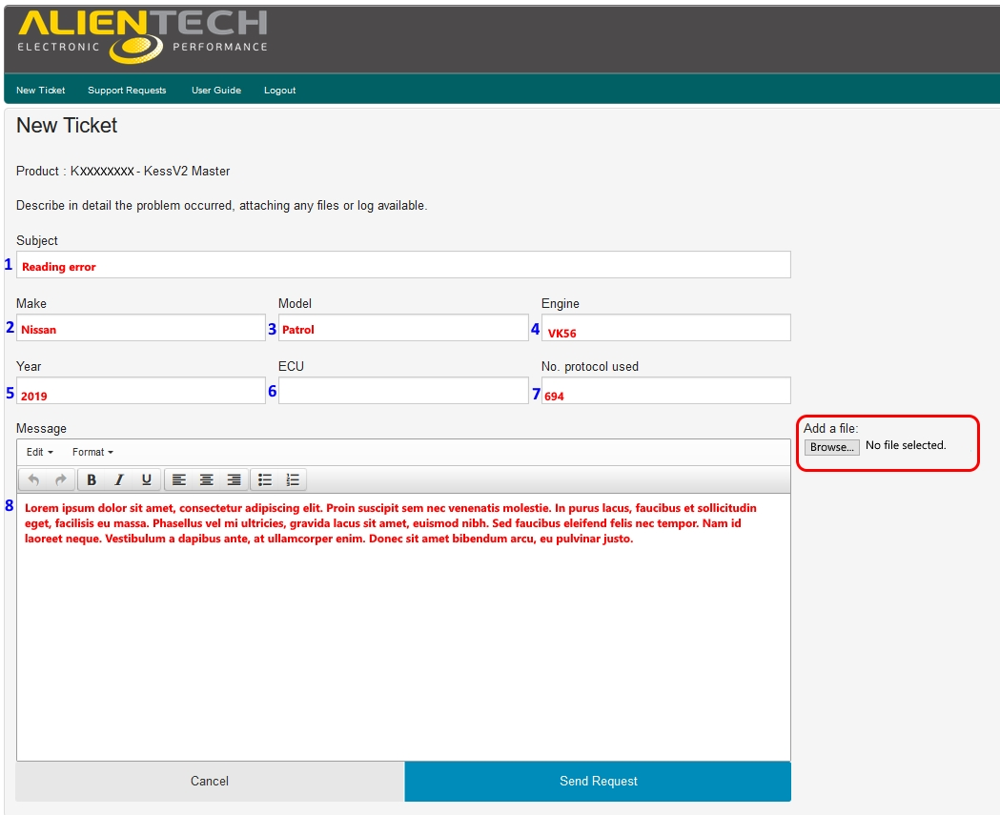 ALIENTECH
ELECTRONIC PERFORMANCE
New Ticket Support Requests User Guide Logout
New Ticket
Product : KXXXXXXXX - KessV2 Master
Describe in detail the problem occurred, attaching any files or log available.
Subject
1 Reading error
Make Model Engine
2 Nissan 3 Patrol 4 VK56
Year ECU No. protocol used
5 2019 6 7 694
Message Add a file:
Edit Format Browse... No file selected.
B I U
8 Lorem ipsum dolor sit amet, consectetur adipiscing elit. Proin suscipit sem nec venenatis molestie. In purus lacus, faucibus et sollicitudin
eget, facilisis eu massa. Phasellus vel mi ultricies, gravida lacus sit amet, euismod nibh. Sed faucibus eleifend felis nec tempor. Nam id
laoreet neque. Vestibulum a dapibus ante, at ullamcorper enim. Donec sit amet bibendum arcu, eu pulvinar justo.
Cancel Send Request